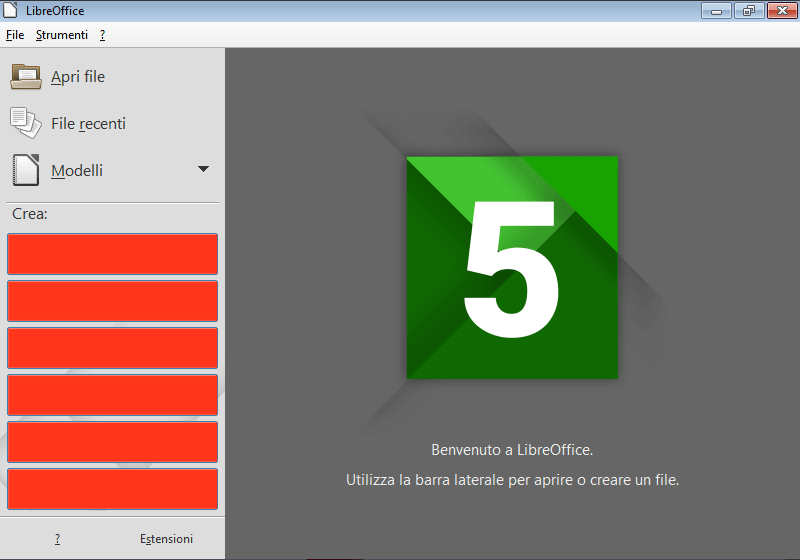 LibreOffice
File Strumenti ?
Apri file
File recenti
Modelli
Crea:
5
Benvenuto a LibreOffice.
Utilizza la barra laterale per aprire o creare un file.
? Estensioni